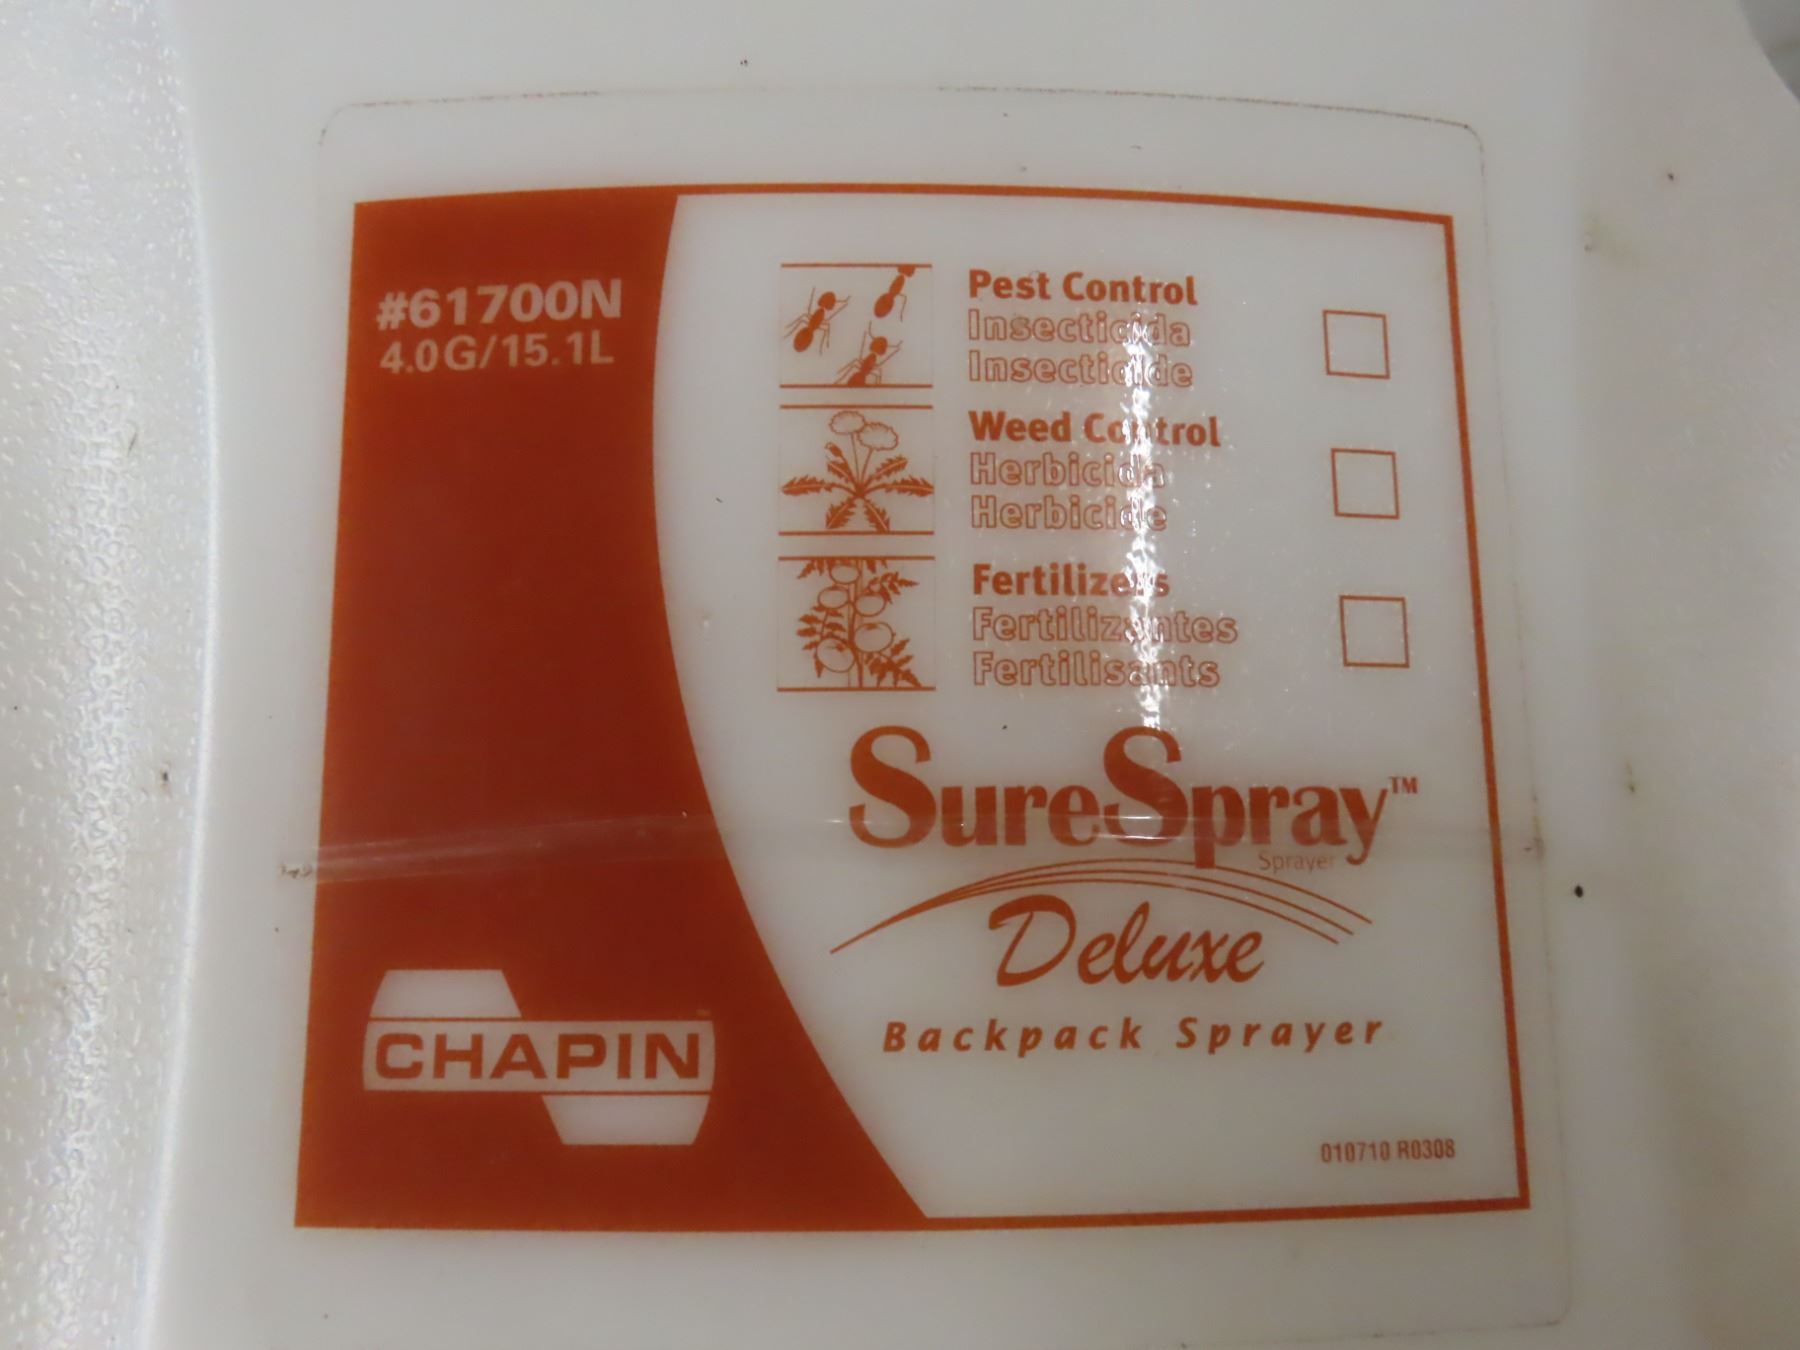 #61700N
4.0G/15.1L
Pest Control
Insecticida
Insecticide
Weed Control
Herbicida
Herbicide
Fertilizers
Fertilizantes
Fertilisants
SureSpray™
Sprayer
Deluxe
Backpack Sprayer
CHAPIN
010710 R0308